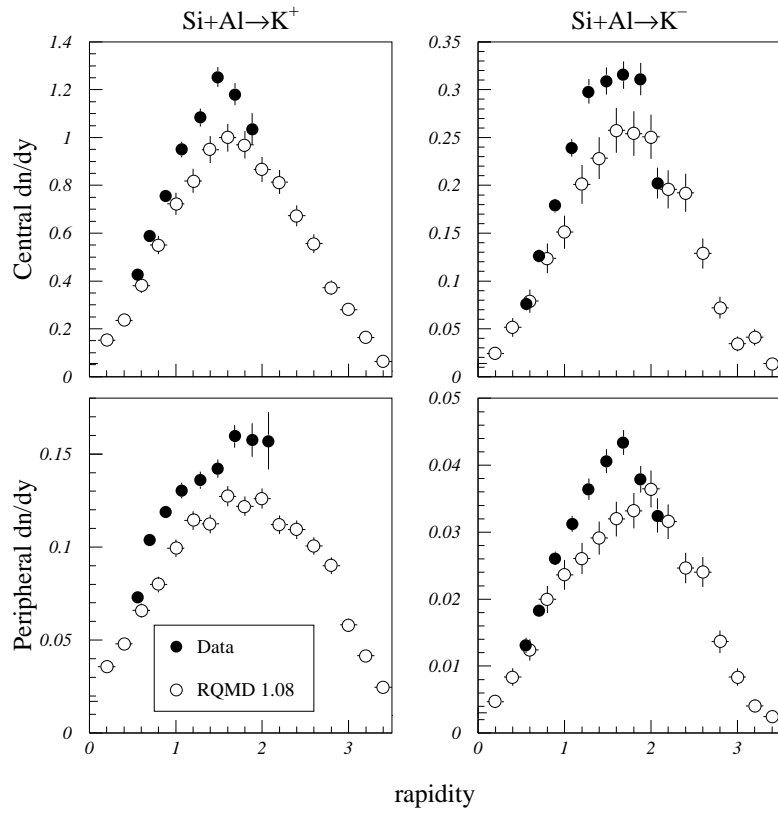 Si+Al→K⁺
Si+Al→K⁻
Central dn/dy
1.4
1.2
1
0.8
0.6
0.4
0.2
0
0.35
0.3
0.25
0.2
0.15
0.1
0.05
0
Peripheral dn/dy
0.15
0.1
0.05
0
0 1 2 3
Data
RQMD 1.08
0.05
0.04
0.03
0.02
0.01
0
0 1 2 3
rapidity